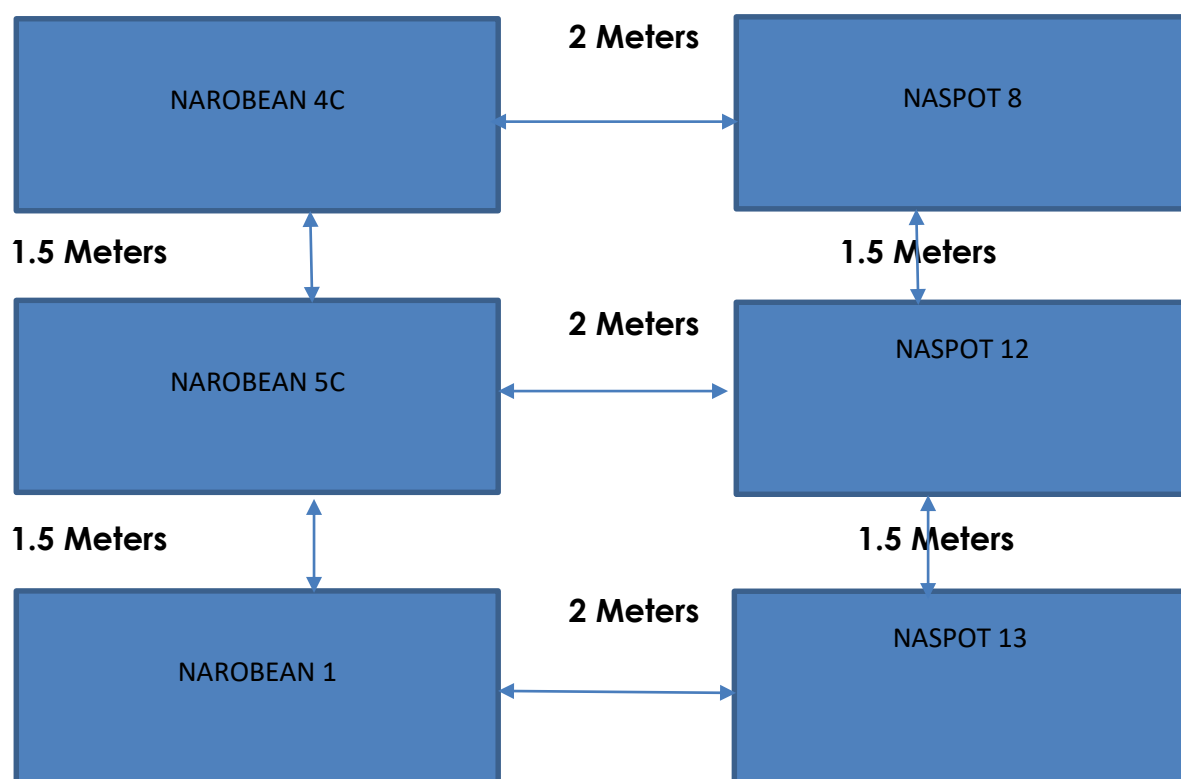 2 Meters
NAROBEAN 4C
NASPOT 8
1.5 Meters
1.5 Meters
2 Meters
NASPOT 12
NAROBEAN 5C
1.5 Meters
1.5 Meters
2 Meters
NASPOT 13
NAROBEAN 1